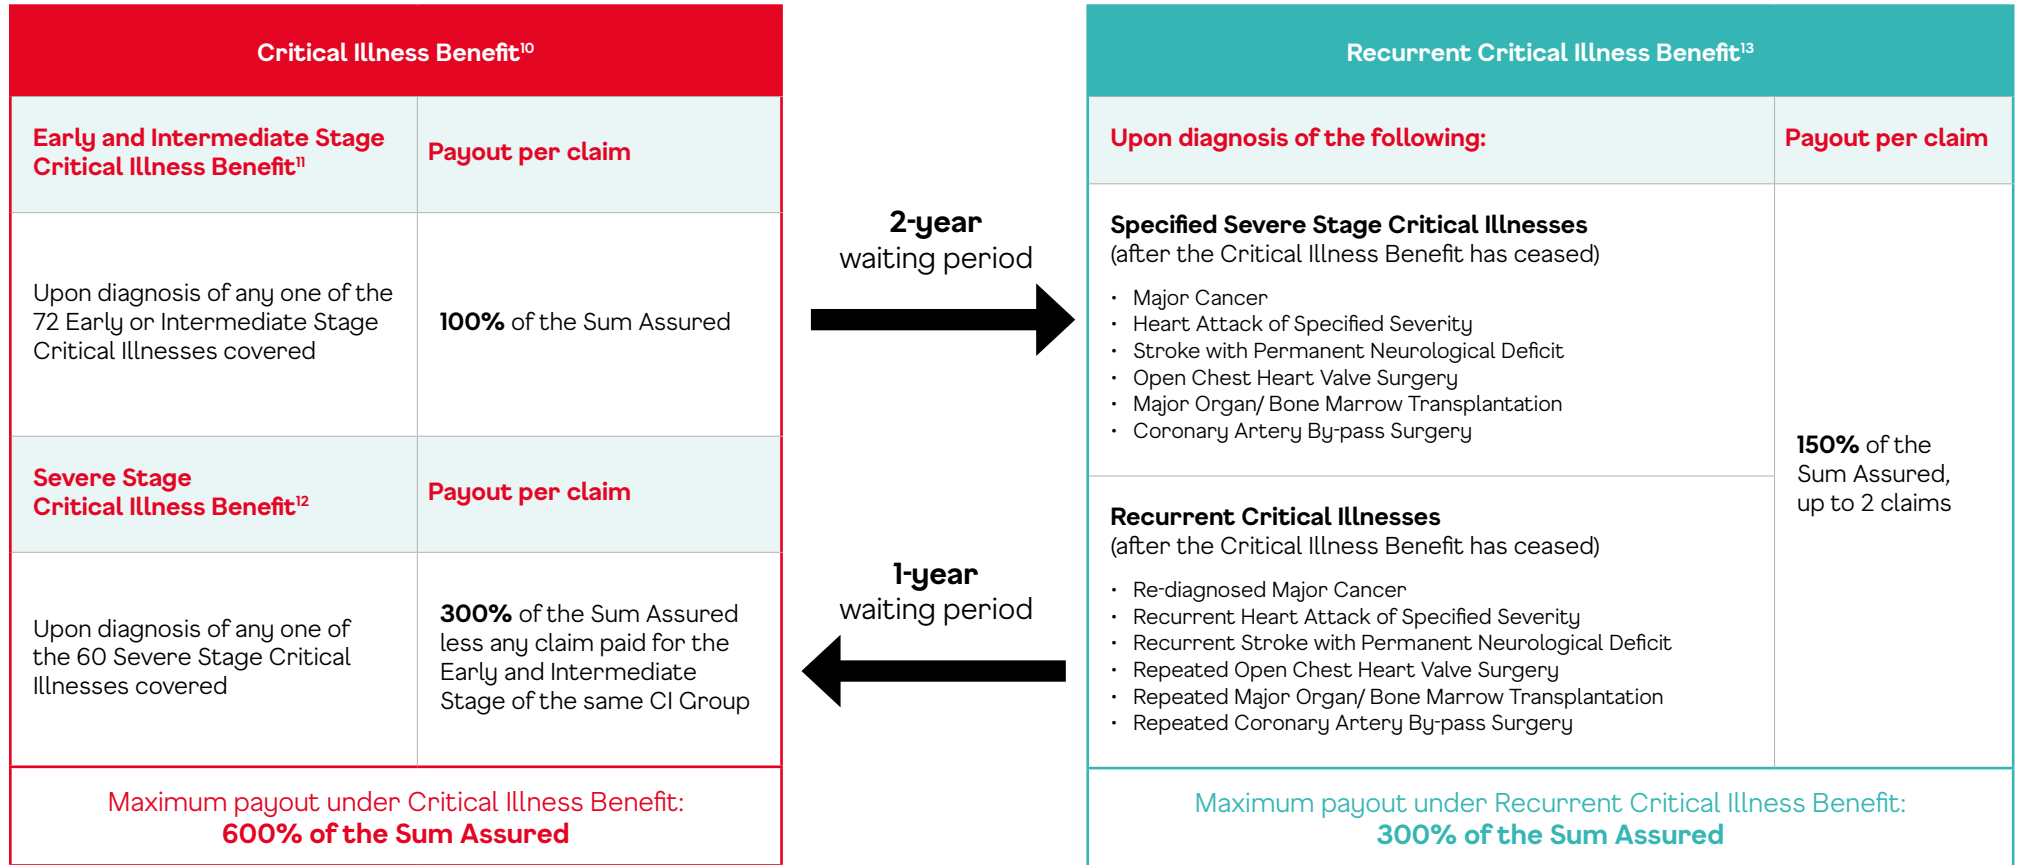 Critical Illness Benefit10
Early and Intermediate Stage
Critical Illness Benefit11
Payout per claim
Upon diagnosis of any one of the
72 Early or Intermediate Stage
Critical Illnesses covered
100% of the Sum Assured
Severe Stage
Critical Illness Benefit12
Payout per claim
Upon diagnosis of any one of
the 60 Severe Stage Critical
Illnesses covered
300% of the Sum Assured
less any claim paid for the
Early and Intermediate
Stage of the same CI Group
Maximum payout under Critical Illness Benefit:
600% of the Sum Assured
2-year
waiting period
1-year
waiting period
Recurrent Critical Illness Benefit13
Upon diagnosis of the following:
Payout per claim
Specified Severe Stage Critical Illnesses
(after the Critical Illness Benefit has ceased)
• Major Cancer
• Heart Attack of Specified Severity
• Stroke with Permanent Neurological Deficit
• Open Chest Heart Valve Surgery
• Major Organ/ Bone Marrow Transplantation
• Coronary Artery By-pass Surgery
Recurrent Critical Illnesses
(after the Critical Illness Benefit has ceased)
• Re-diagnosed Major Cancer
• Recurrent Heart Attack of Specified Severity
• Recurrent Stroke with Permanent Neurological Deficit
• Repeated Open Chest Heart Valve Surgery
• Repeated Major Organ/ Bone Marrow Transplantation
• Repeated Coronary Artery By-pass Surgery
150% of the
Sum Assured,
up to 2 claims
Maximum payout under Recurrent Critical Illness Benefit:
300% of the Sum Assured